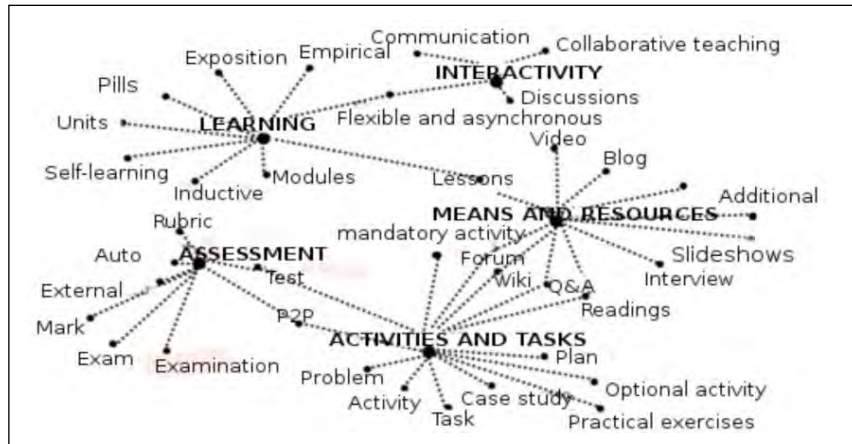 Communication
Collaborative teaching
Exposition
Empirical
INTERACTIVITY
Pills
Discussions
Units
LEARNING
Flexible and asynchronous
Video
Self-learning
Modules
Lessons
Blog
Inductive
Additional
Rubric
MEANS AND RESOURCES
mandatory activity
Auto
ASSESSMENT
Forum
Slideshows
Test
Wiki
Q&A
Interview
External
Readings
Mark
P2P
ACTIVITIES AND TASKS
Exam
Examination
Plan
Problem
Optional activity
Activity
Case study
Task
Practical exercises